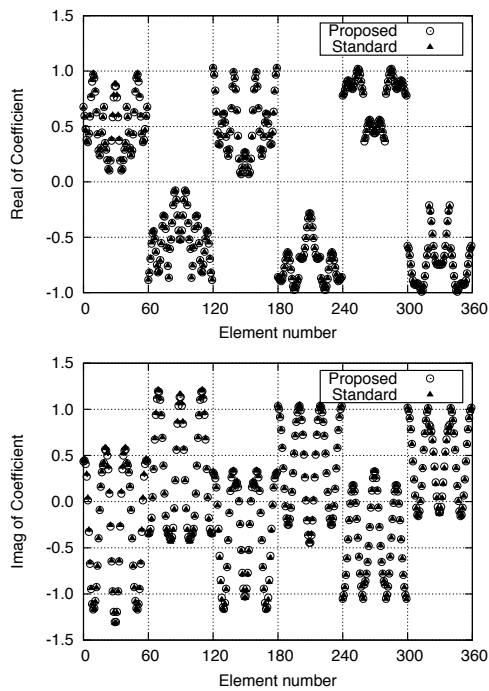 1.5
Proposed
Standard
1.0
0.5
0.0
-0.5
-1.0
0 60 120 180 240 300 360
Real of Coefficient
Element number
1.5
Proposed
Standard
1.0
0.5
0.0
-0.5
-1.0
-1.5
0 60 120 180 240 300 360
Imag of Coefficient
Element number